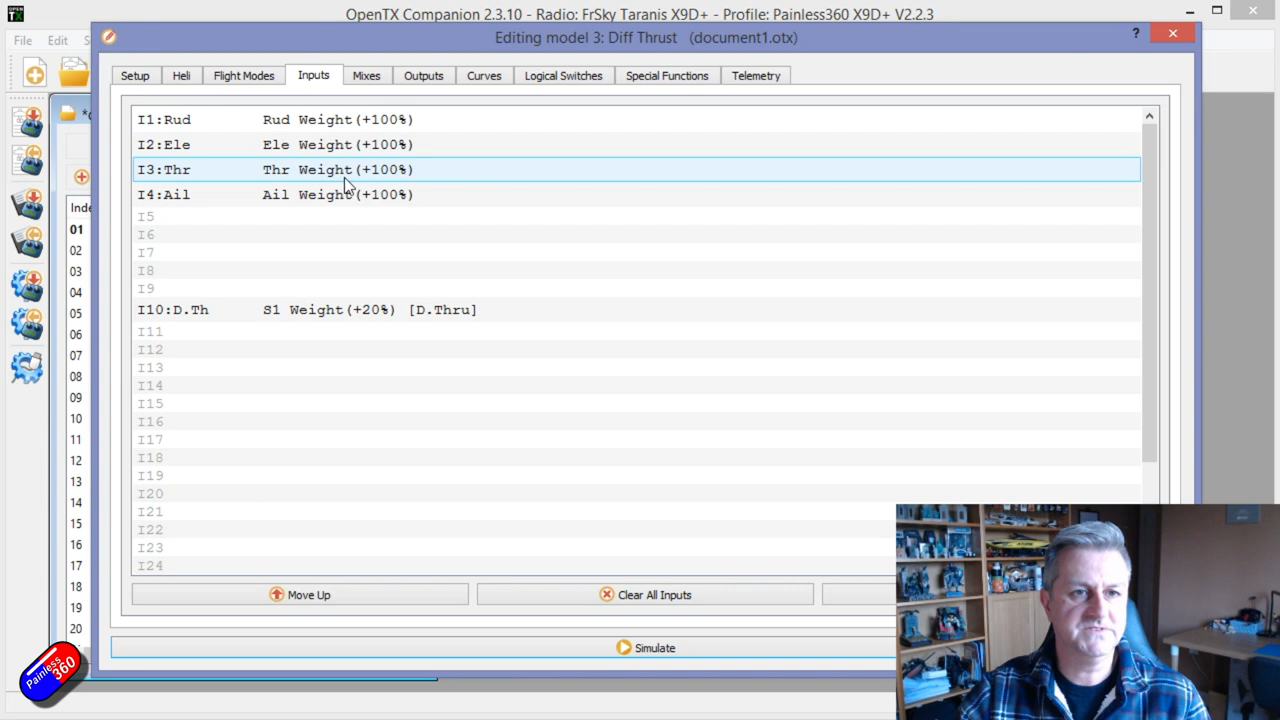 OpenTX Companion 2.3.10 - Radio: FrSky Taranis X9D+ - Profile: Painless360 X9D+ V2.2.3
File Edit S
Editing model 3: Diff Thrust (document1.otx)
Setup Heli Flight Modes Inputs Mixes Outputs Curves Logical Switches Special Functions Telemetry
I1:Rud Rud Weight(+100%)
I2:Ele Ele Weight(+100%)
I3:Thr Thr Weight(+100%)
I4:Ail Ail Weight(+100%)
I5
I6
I7
I8
I9
I10:D.Th S1 Weight(+20%) [D.Thru]
I11
I12
I13
I14
I15
I16
I17
I18
I19
I20
I21
I22
I23
I24
Inde
01
02
03
04
05
06
07
08
09
10
11
12
13
14
15
16
17
18
19
20
Move Up Clear All Inputs
Simulate
Painless
360